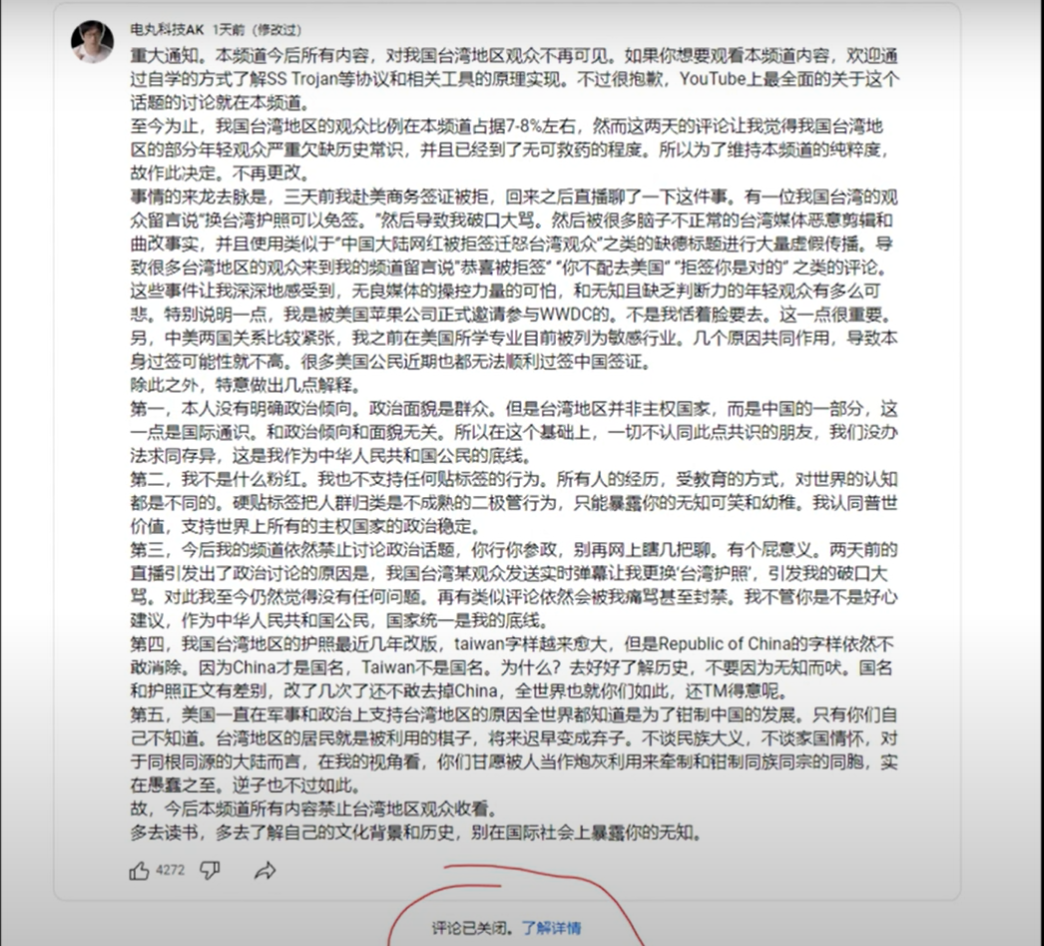 电丸科技AK 1天前（修改过）
重大通知。本频道今后所有内容，对我国台湾地区观众不再可见。如果你想要观看本频道内容，欢迎通
过自学的方式了解SS Trojan等协议和相关工具的原理实现。不过很抱歉，YouTube上最全面的关于这个
话题的讨论就在本频道。
至今为止，我国台湾地区的观众比例在本频道占据7-8%左右，然而这两天的评论让我觉得我国台湾地
区的部分年轻观众严重欠缺历史常识，并且已经到了无可救药的程度。所以为了维持本频道的纯粹度，
故作此决定。不再更改。
事情的来龙去脉是，三天前我赴美商务签证被拒，回来之后直播聊了一下这件事。有一位我国台湾的观
众留言说"换台湾护照可以免签。"然后导致我破口大骂。然后被很多脑子不正常的台湾媒体恶意剪辑和
曲改事实，并且使用类似于"中国大陆网红被拒签迁怒台湾观众"之类的缺德标题进行大量虚假传播。导
致很多台湾地区的观众来到我的频道留言说"恭喜被拒签" "你不配去美国" "拒签你是对的" 之类的评论。
这些事件让我深深地感受到，无良媒体的操控力量的可怕，和无知且缺乏判断力的年轻观众有多么可
悲。特别说明一点，我是被美国苹果公司正式邀请参与WWDC的。不是我恬着脸要去。这一点很重要。
另，中美两国关系比较紧张，我之前在美国所学专业目前被列为敏感行业。几个原因共同作用，导致本
身过签可能性就不高。很多美国公民近期也都无法顺利过签中国签证。
除此之外，特意做出几点解释。
第一，本人没有明确政治倾向。政治面貌是群众。但是台湾地区并非主权国家，而是中国的一部分，这
一点是国际通识。和政治倾向和面貌无关。所以在这个基础上，一切不认同此点共识的朋友，我们没办
法求同存异，这是我作为中华人民共和国公民的底线。
第二，我不是什么粉红。我也不支持任何贴标签的行为。所有人的经历，受教育的方式，对世界的认知
都是不同的。硬贴标签把人群归类是不成熟的二极管行为，只能暴露你的无知可笑和幼稚。我认同普世
价值，支持世界上所有的主权国家的政治稳定。
第三，今后我的频道依然禁止讨论政治话题，你行你参政，别再网上瞎几把聊。有个屁意义。两天前的
直播引发出了政治讨论的原因是，我国台湾某观众发送实时弹幕让我更换'台湾护照'，引发我的破口大
骂。对此我至今仍然觉得没有任何问题。再有类似评论依然会被我痛骂甚至封禁。我不管你是不是好心
建议，作为中华人民共和国公民，国家统一是我的底线。
第四，我国台湾地区的护照最近几年改版，taiwan字样越来愈大，但是Republic of China的字样依然不
敢消除。因为China才是国名，Taiwan不是国名。为什么？去好好了解历史，不要因为无知而吠。国名
和护照正文有差别，改了几次了还不敢去掉China，全世界也就你们如此，还TM得意呢。
第五，美国一直在军事和政治上支持台湾地区的原因全世界都知道是为了钳制中国的发展。只有你们自
己不知道。台湾地区的居民就是被利用的棋子，将来迟早变成弃子。不谈民族大义，不谈家国情怀，对
于同根同源的大陆而言，在我的视角看，你们甘愿被人当作炮灰利用来牵制和钳制同族同宗的同胞，实
在愚蠢之至。逆子也不过如此。
故，今后本频道所有内容禁止台湾地区观众收看。
多去读书，多去了解自己的文化背景和历史，别在国际社会上暴露你的无知。
4272
评论已关闭。了解详情